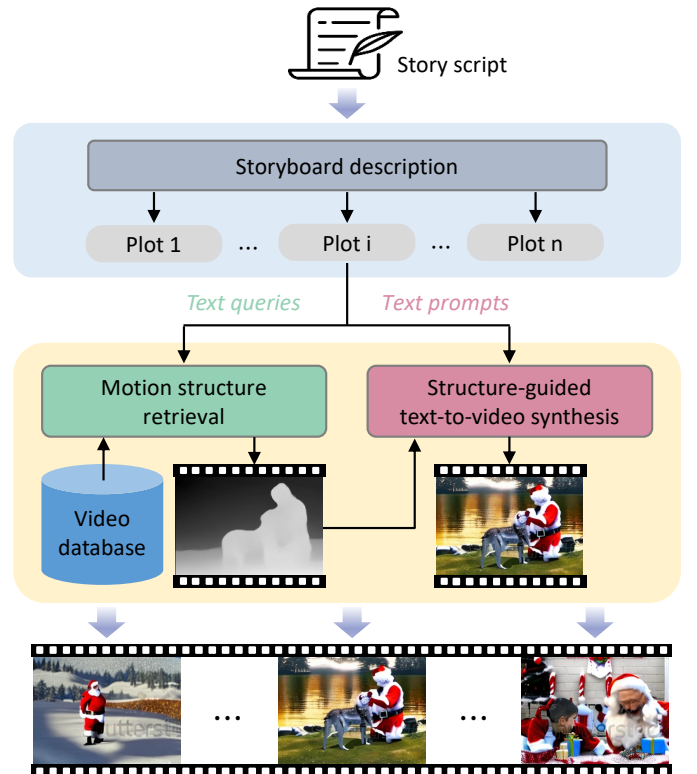 Story script
Storyboard description
Plot 1
...
Plot i
...
Plot n
Text queries
Text prompts
Motion structure
retrieval
Structure-guided
text-to-video synthesis
Video
database
...
...